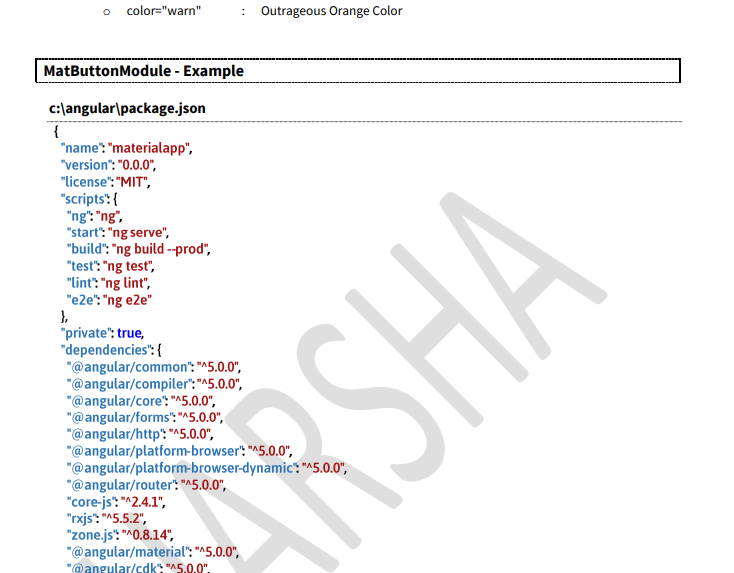 ○ color="warn" : Outrageous Orange Color
MatButtonModule - Example
c:\angular\package.json
{
"name": "materialapp",
"version": "0.0.0",
"license": "MIT",
"scripts": {
"ng": "ng",
"start": "ng serve",
"build": "ng build --prod",
"test": "ng test",
"lint": "ng lint",
"e2e": "ng e2e"
},
"private": true,
"dependencies": {
"@angular/common": "^5.0.0",
"@angular/compiler": "^5.0.0",
"@angular/core": "^5.0.0",
"@angular/forms": "^5.0.0",
"@angular/http": "^5.0.0",
"@angular/platform-browser": "^5.0.0",
"@angular/platform-browser-dynamic": "^5.0.0",
"@angular/router": "^5.0.0",
"core-js": "^2.4.1",
"rxjs": "^5.5.2",
"zone.js": "^0.8.14",
"@angular/material": "^5.0.0",
"@angular/cdk": "^5.0.0",
HARSHA